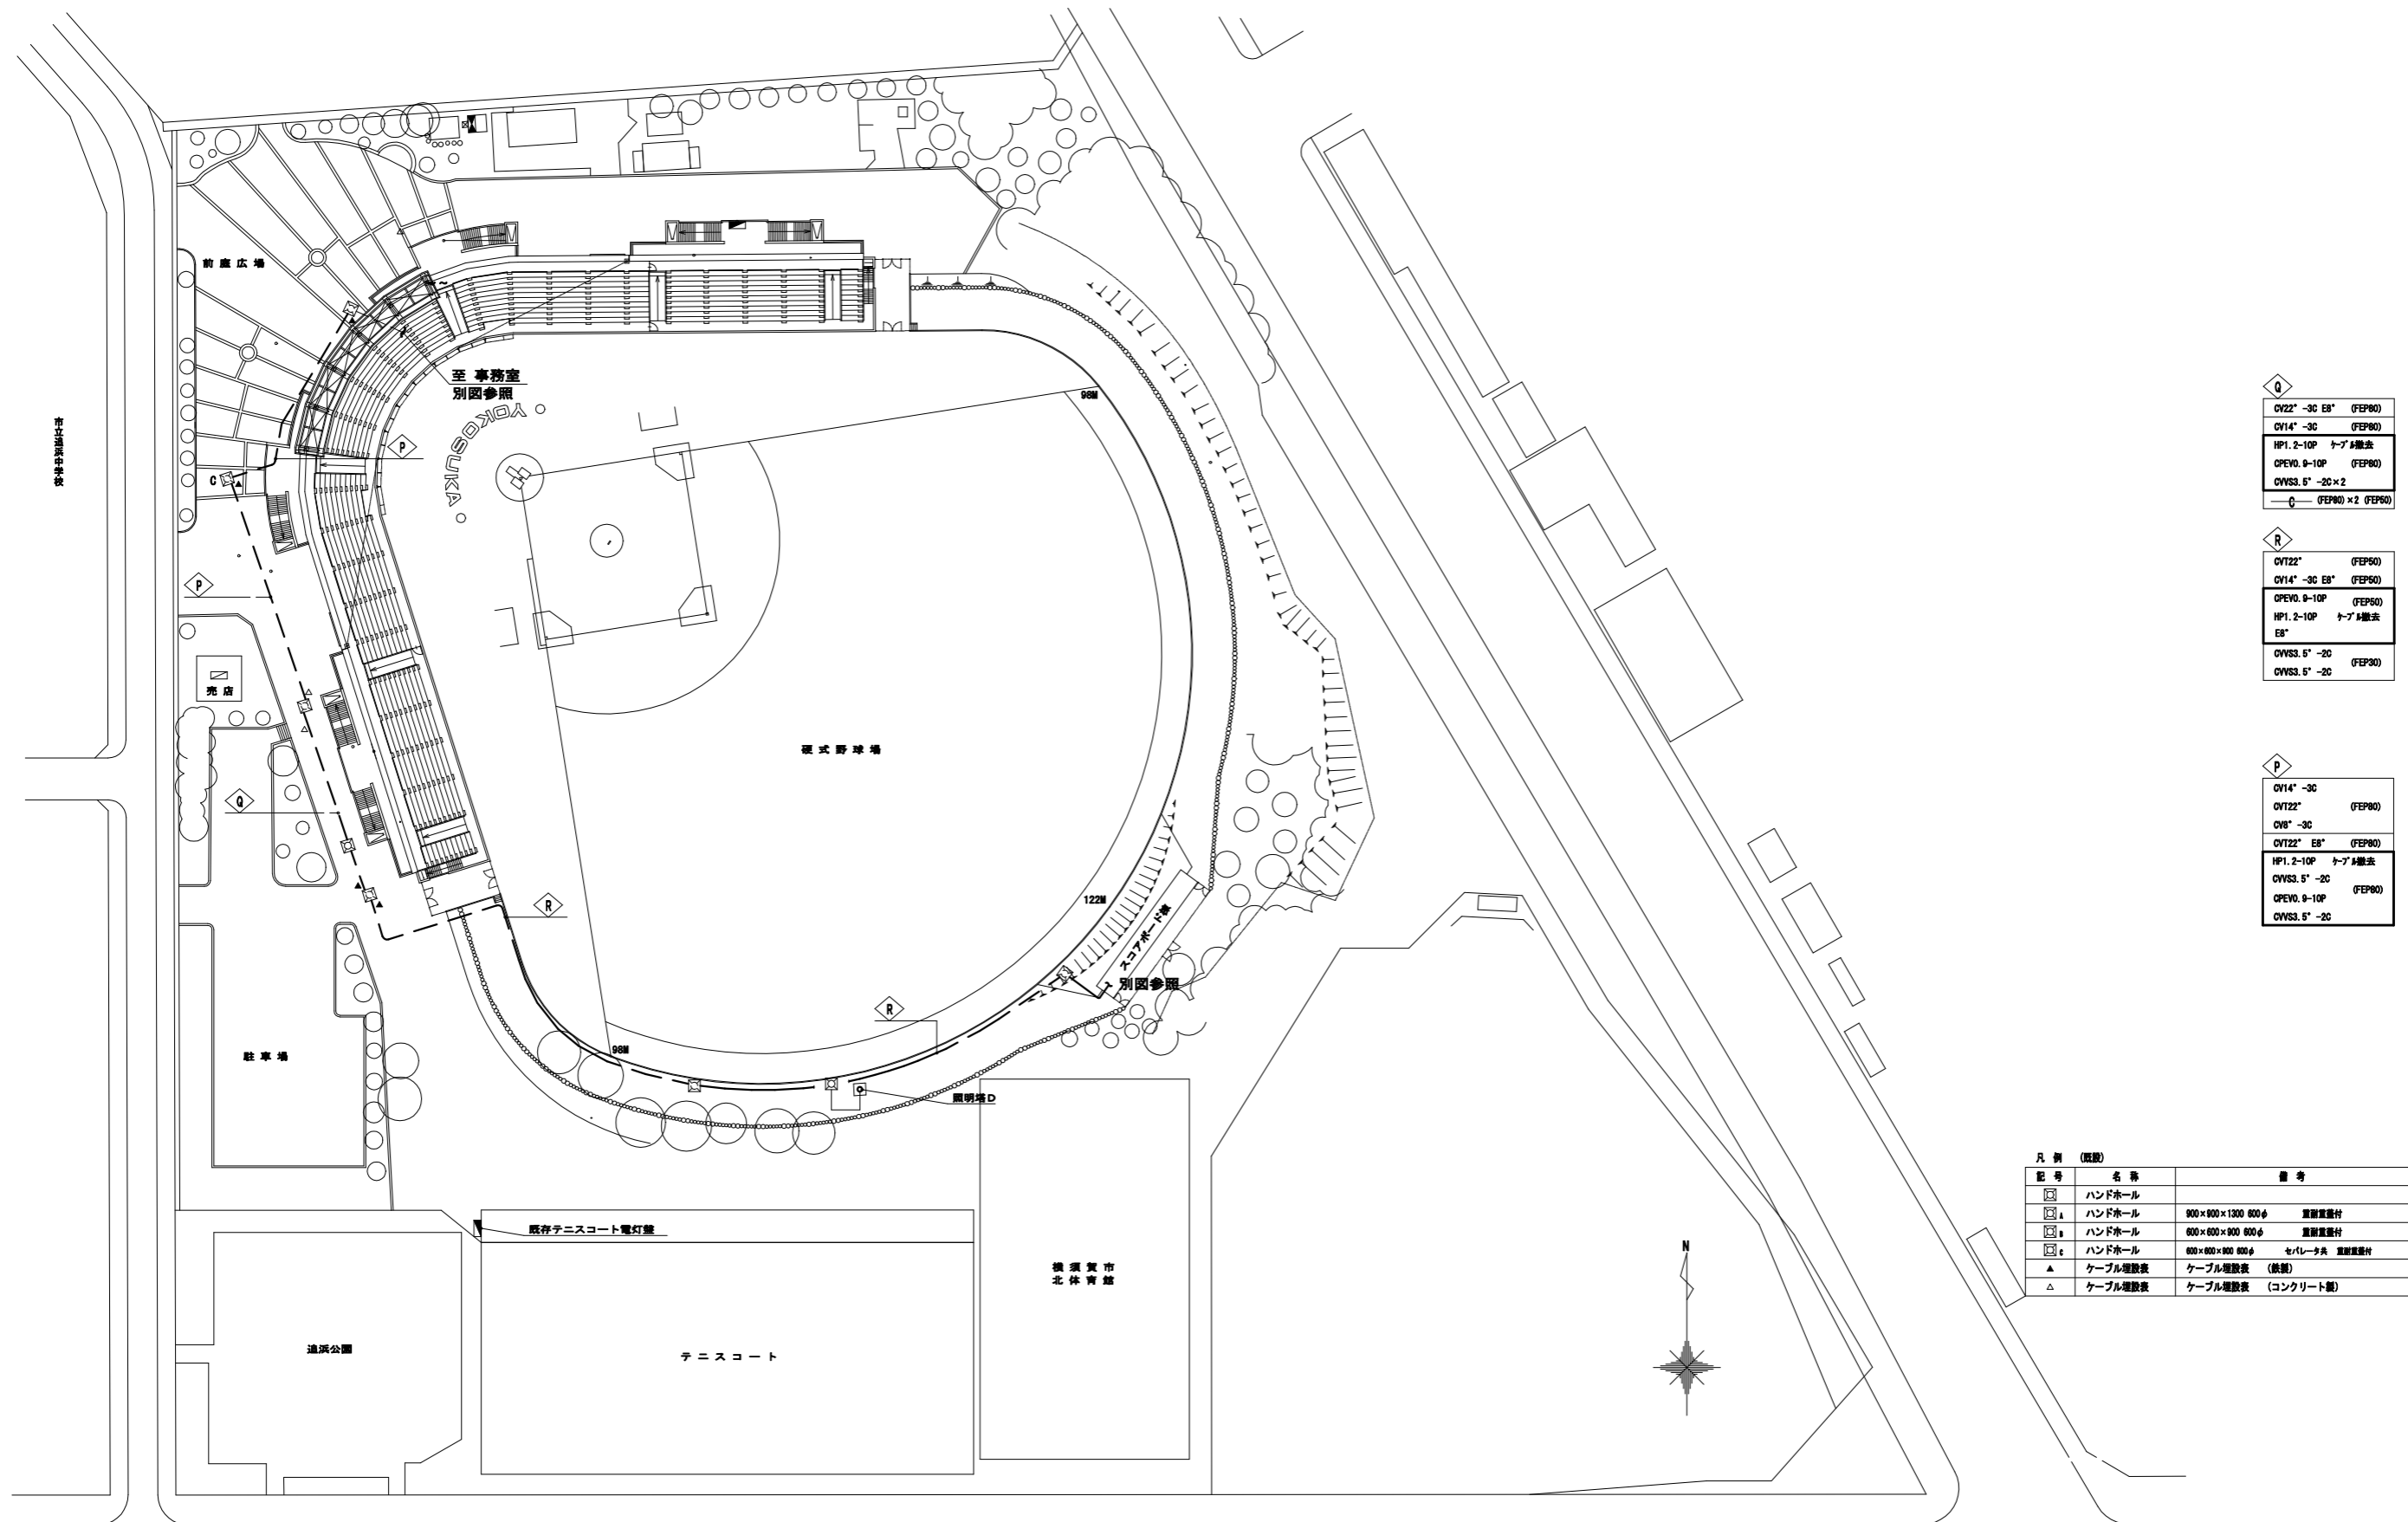 前庭広場
市立追浜中学校
至 事務室
別図参照
・YOKOSUKA・
P
C
P
売店
Q
R
硬式野球場
98M
122M
スコアボード棟
別図参照
R
98M
照明塔D
駐車場
既存テニスコート電灯盤
テニスコート
横須賀市
北体育館
追浜公園
N
Q
CV22° -3C E8° (FEP80)
CV14° -3C (FEP80)
HP1.2-10P ケーブル撤去
CPEV0.9-10P (FEP80)
CVVS3.5° -2C×2
C (FEP80)×2 (FEP50)
R
CVT22° (FEP50)
CV14° -3C E8° (FEP50)
CPEV0.9-10P (FEP50)
HP1.2-10P ケーブル撤去
E8°
CVVS3.5° -2C
(FEP30)
CVVS3.5° -2C
P
CV14° -3C
CVT22° (FEP80)
CV8° -3C
CVT22° E8° (FEP80)
HP1.2-10P ケーブル撤去
CVVS3.5° -2C
(FEP80)
CPEV0.9-10P
CVVS3.5° -2C
凡 例 (既設)
記 号 名 称 備 考
ハンドホール
A ハンドホール 900×900×1300 600φ 重耐重蓋付
B ハンドホール 600×600×900 600φ 重耐重蓋付
C ハンドホール 600×600×900 600φ セパレータ共 重耐重蓋付
▲ ケーブル埋設表 ケーブル埋設表 (鉄製)
△ ケーブル埋設表 ケーブル埋設表 (コンクリート製)